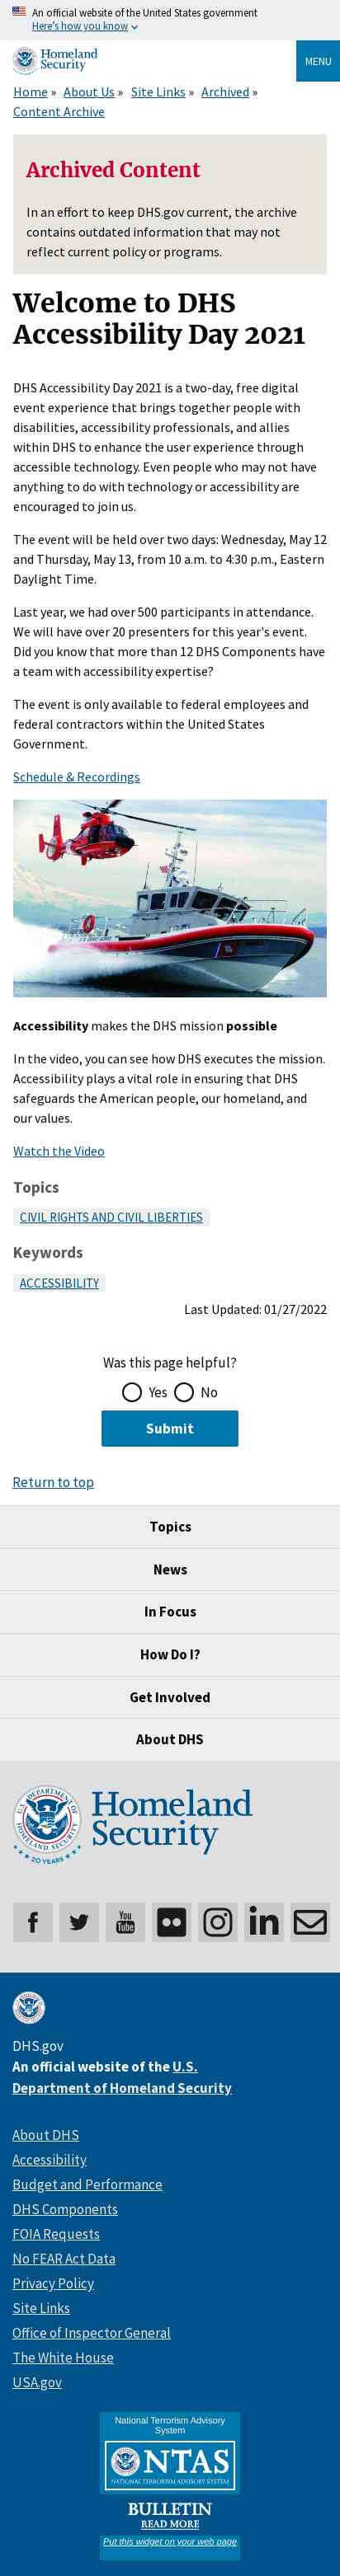 An official website of the United States government
Here's how you know
Homeland
Security
MENU
Home » About Us » Site Links » Archived »
Content Archive
Archived Content
In an effort to keep DHS.gov current, the archive
contains outdated information that may not
reflect current policy or programs.
Welcome to DHS
Accessibility Day 2021
DHS Accessibility Day 2021 is a two-day, free digital
event experience that brings together people with
disabilities, accessibility professionals, and allies
within DHS to enhance the user experience through
accessible technology. Even people who may not have
anything to do with technology or accessibility are
encouraged to join us.
The event will be held over two days: Wednesday, May 12
and Thursday, May 13, from 10 a.m. to 4:30 p.m., Eastern
Daylight Time.
Last year, we had over 500 participants in attendance.
We will have over 20 presenters for this year's event.
Did you know that more than 12 DHS Components have
a team with accessibility expertise?
The event is only available to federal employees and
federal contractors within the United States
Government.
Schedule & Recordings
Accessibility makes the DHS mission possible
In the video, you can see how DHS executes the mission.
Accessibility plays a vital role in ensuring that DHS
safeguards the American people, our homeland, and
our values.
Watch the Video
Topics
CIVIL RIGHTS AND CIVIL LIBERTIES
Keywords
ACCESSIBILITY
Last Updated: 01/27/2022
Was this page helpful?
Yes No
Submit
Return to top
Topics
News
In Focus
How Do I?
Get Involved
About DHS
U.S. DEPARTMENT OF
HOMELAND SECURITY
20 YEARS
Homeland
Security
You
Tube
DHS.gov
An official website of the U.S.
Department of Homeland Security
About DHS
Accessibility
Budget and Performance
DHS Components
FOIA Requests
No FEAR Act Data
Privacy Policy
Site Links
Office of Inspector General
The White House
USA.gov
National Terrorism Advisory
System
NTAS
NATIONAL TERRORISM ADVISORY SYSTEM
BULLETIN
READ MORE
Put this widget on your web page